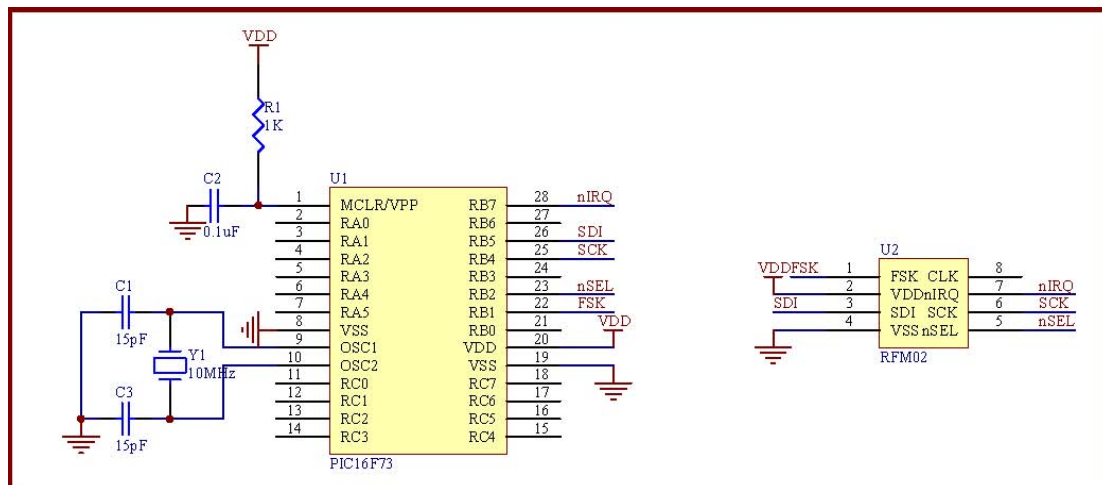 VDD
R1
1K
C2
0.1uF
U1
1 MCLR/VPP RB7 28 nIRQ
2 RA0 RB6 27
3 RA1 RB5 26 SDI
4 RA2 RB4 25 SCK
5 RA3 RB3 24
6 RA4 RB2 23 nSEL
7 RA5 RB1 22 FSK
8 VSS RB0 21
9 OSC1 VDD 20 VDD
10 OSC2 VSS 19
11 RC0 RC7 18
12 RC1 RC6 17
13 RC2 RC5 16
14 RC3 RC4 15
PIC16F73
C1
15pF
Y1
10MHz
C3
15pF
U2
VDD FSK 1 FSK CLK 8
2 VDD nIRQ 7 nIRQ
SDI 3 SDI SCK 6 SCK
4 VSS nSEL 5 nSEL
RFM02